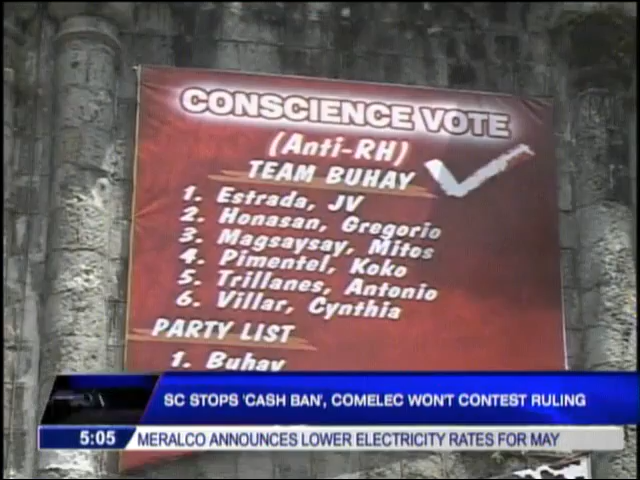 CONSCIENCE VOTE
(Anti-RH)
TEAM BUHAY
1. Estrada, JV
2. Honasan, Gregorio
3. Magsaysay, Mitos
4. Pimentel, Koko
5. Trillanes, Antonio
6. Villar, Cynthia
PARTY LIST
1. Buhay
SC STOPS 'CASH BAN', COMELEC WON'T CONTEST RULING
5:05 MERALCO ANNOUNCES LOWER ELECTRICITY RATES FOR MAY